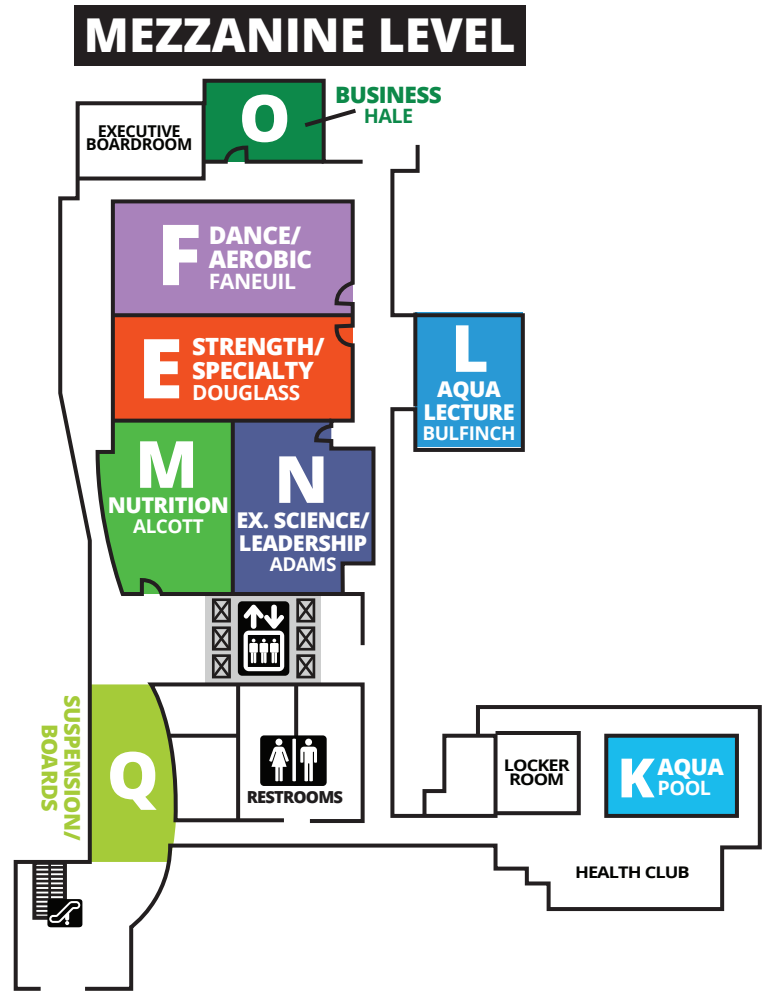 MEZZANINE LEVEL
O
BUSINESS
HALE
EXECUTIVE
BOARDROOM
F
DANCE/
AEROBIC
FANEUIL
E
STRENGTH/
SPECIALTY
DOUGLASS
L
AQUA
LECTURE
BULFINCH
M
NUTRITION
ALCOTT
N
EX. SCIENCE/
LEADERSHIP
ADAMS
SUSPENSION/
BOARDS
Q
RESTROOMS
LOCKER
ROOM
K
AQUA
POOL
HEALTH CLUB